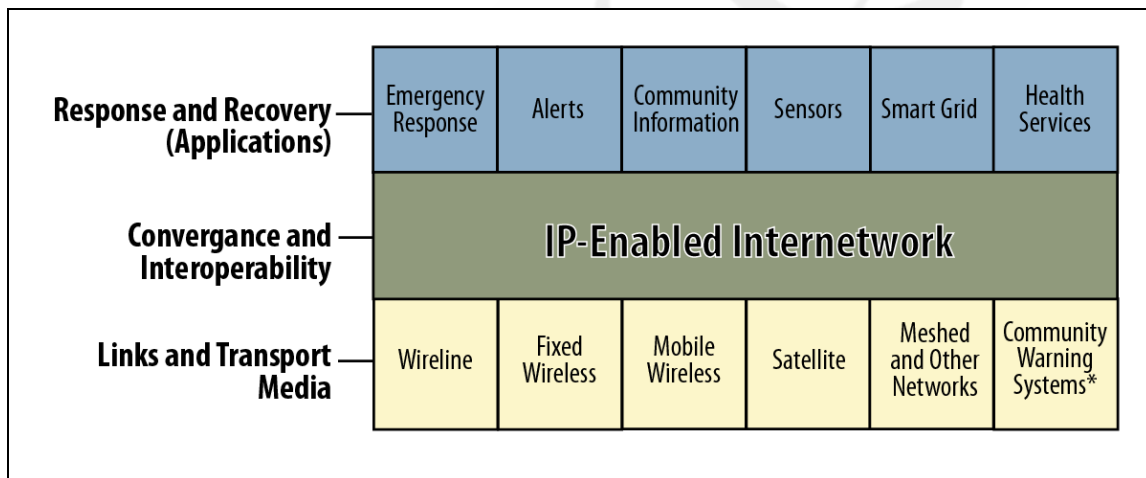 Response and Recovery
(Applications)
Emergency
Response
Alerts
Community
Information
Sensors
Smart Grid
Health
Services
Convergance and
Interoperability
IP-Enabled Internetwork
Links and Transport
Media
Wireline
Fixed
Wireless
Mobile
Wireless
Satellite
Meshed
and Other
Networks
Community
Warning
Systems*